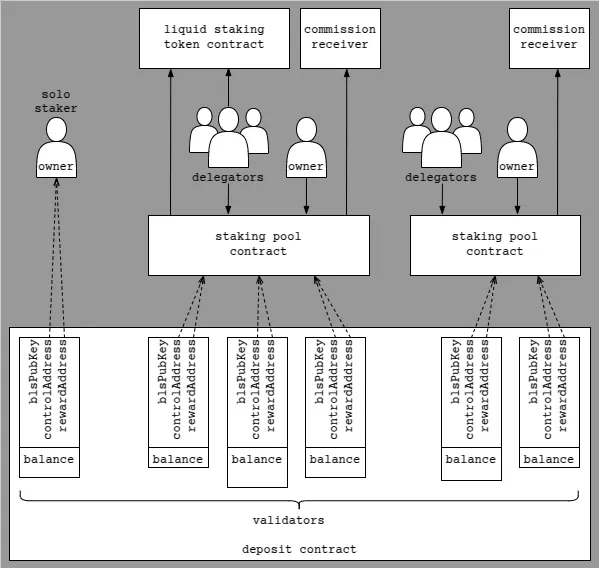 liquid staking
token contract
commission
receiver
commission
receiver
solo
staker
owner
delegators
owner
delegators
owner
staking pool
contract
staking pool
contract
blsPubKey
controlAddress
rewardAddress
balance
blsPubKey
controlAddress
rewardAddress
balance
blsPubKey
controlAddress
rewardAddress
balance
blsPubKey
controlAddress
rewardAddress
balance
blsPubKey
controlAddress
rewardAddress
balance
blsPubKey
controlAddress
rewardAddress
balance
validators
deposit contract